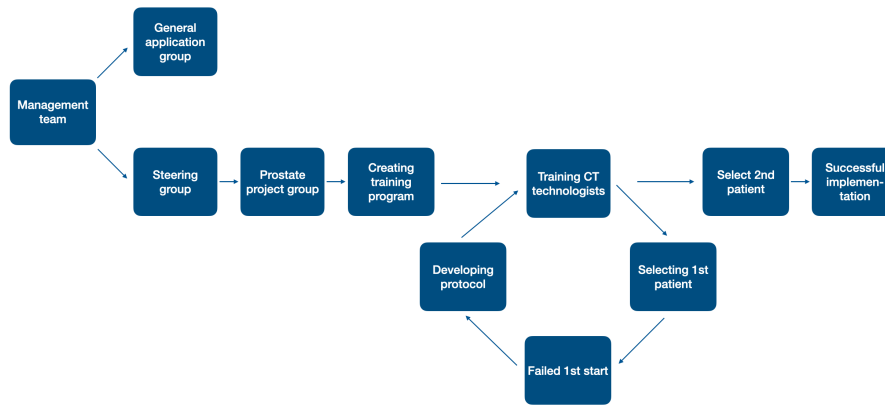 General
application
group
Management
team
Steering
group
Prostate
project group
Creating
training
program
Training CT
technologists
Select 2nd
patient
Successful
implemen-
tation
Developing
protocol
Selecting 1st
patient
Failed 1st start